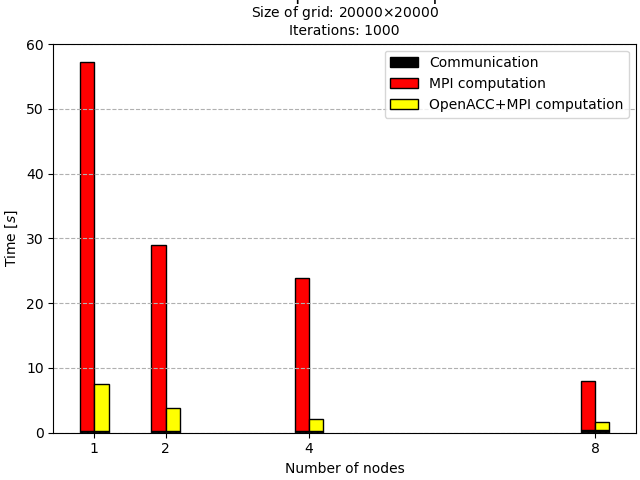 Size of grid: 20000×20000
Iterations: 1000
60
50
40
30
20
10
0
Time [s]
Communication
MPI computation
OpenACC+MPI computation
1
2
4
8
Number of nodes